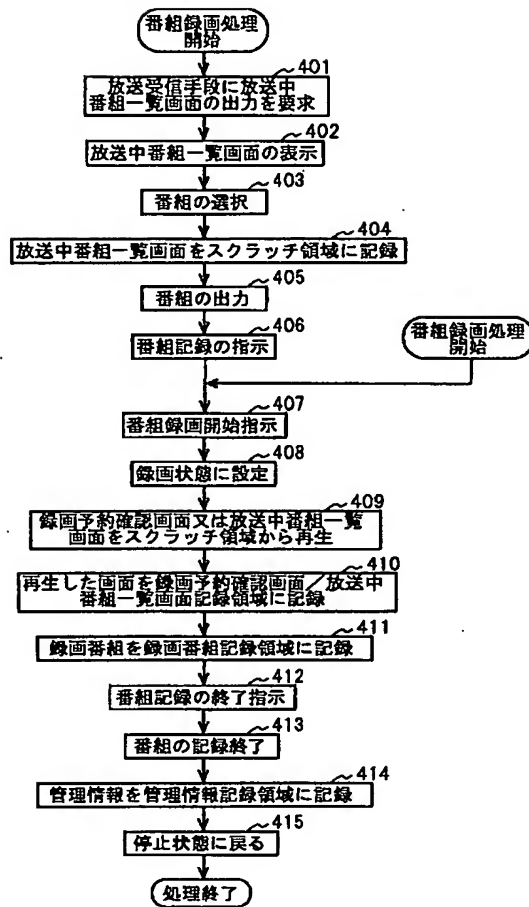 番組録画処理
開始
401
放送受信手段に放送中
番組一覧画面の出力を要求
402
放送中番組一覧画面の表示
403
番組の選択
404
放送中番組一覧画面をスクラッチ領域に記録
405
番組の出力
406
番組記録の指示
番組録画処理
開始
407
番組録画開始指示
408
録画状態に設定
409
録画予約確認画面又は放送中番組一覧
画面をスクラッチ領域から再生
410
再生した画面を録画予約確認画面/放送中
番組一覧画面記録領域に記録
411
録画番組を録画番組記録領域に記録
412
番組記録の終了指示
413
番組の記録終了
414
管理情報を管理情報記録領域に記録
415
停止状態に戻る
処理終了